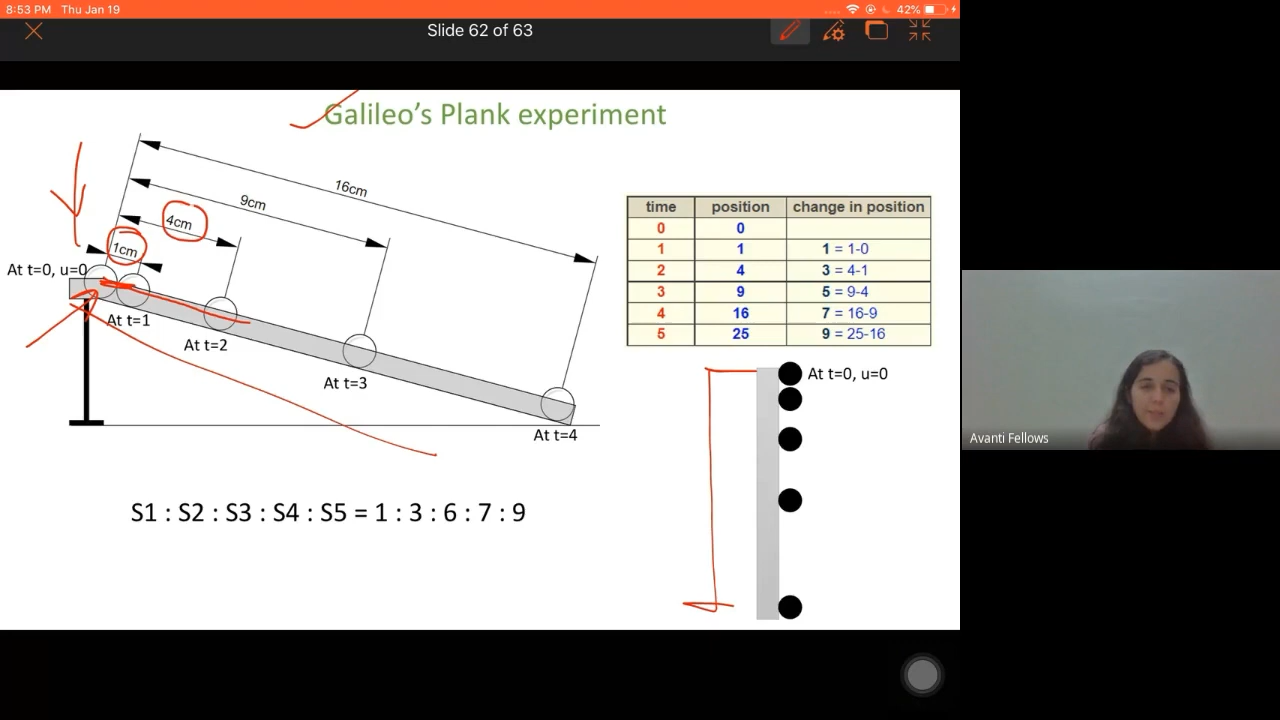 8:53 PM Thu Jan 19
42%
Slide 62 of 63
Galileo's Plank experiment
16cm
9cm
4cm
1cm
At t=0, u=0
At t=1
At t=2
At t=3
At t=4
time position change in position
0 0
1 1 1 = 1-0
2 4 3 = 4-1
3 9 5 = 9-4
4 16 7 = 16-9
5 25 9 = 25-16
At t=0, u=0
S1 : S2 : S3 : S4 : S5 = 1 : 3 : 6 : 7 : 9
Avanti Fellows